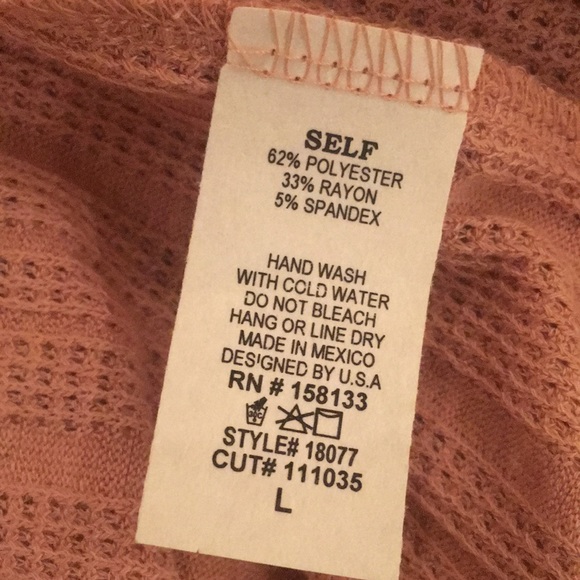 SELF
62% POLYESTER
33% RAYON
5% SPANDEX
HAND WASH
WITH COLD WATER
DO NOT BLEACH
HANG OR LINE DRY
MADE IN MEXICO
DESIGNED BY U.S.A
RN # 158133
STYLE# 18077
CUT# 111035
L